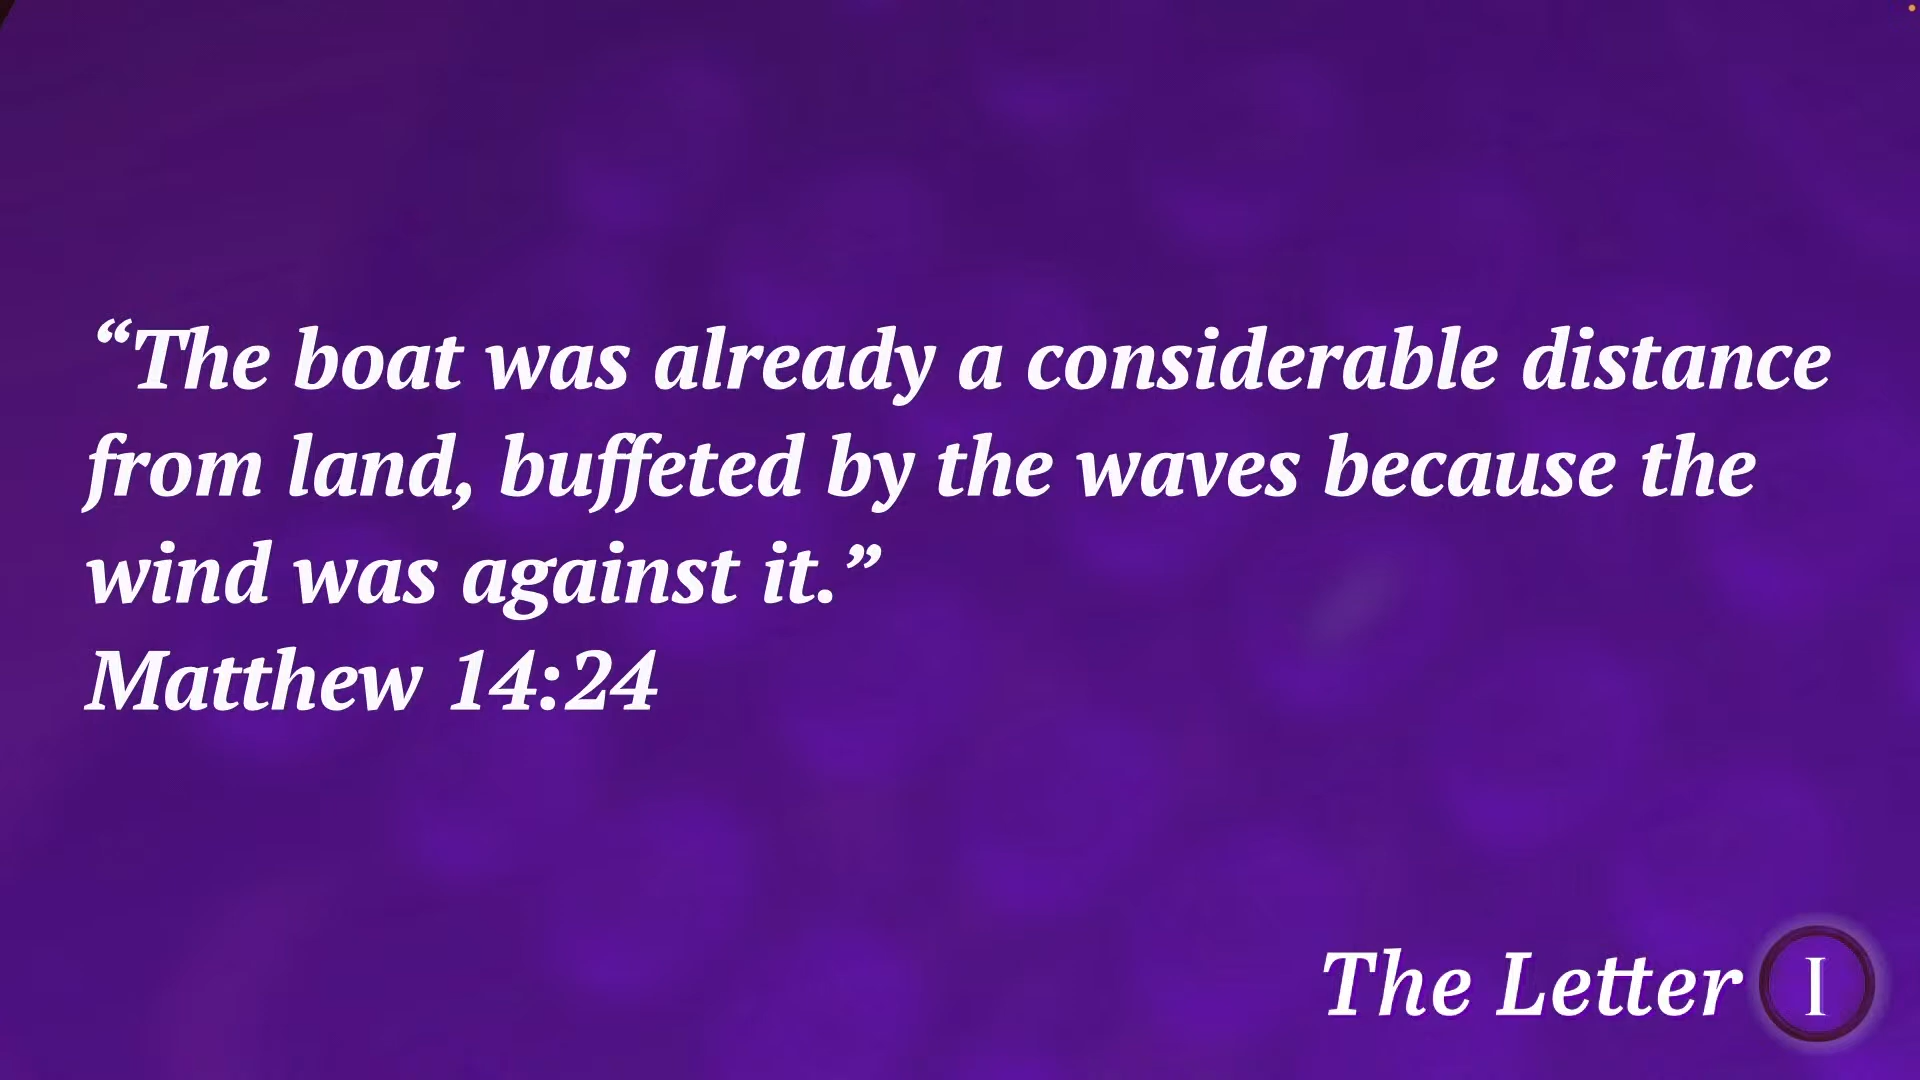 “The boat was already a considerable distance
from land, buffeted by the waves because the
wind was against it.”
Matthew 14:24
The Letter I